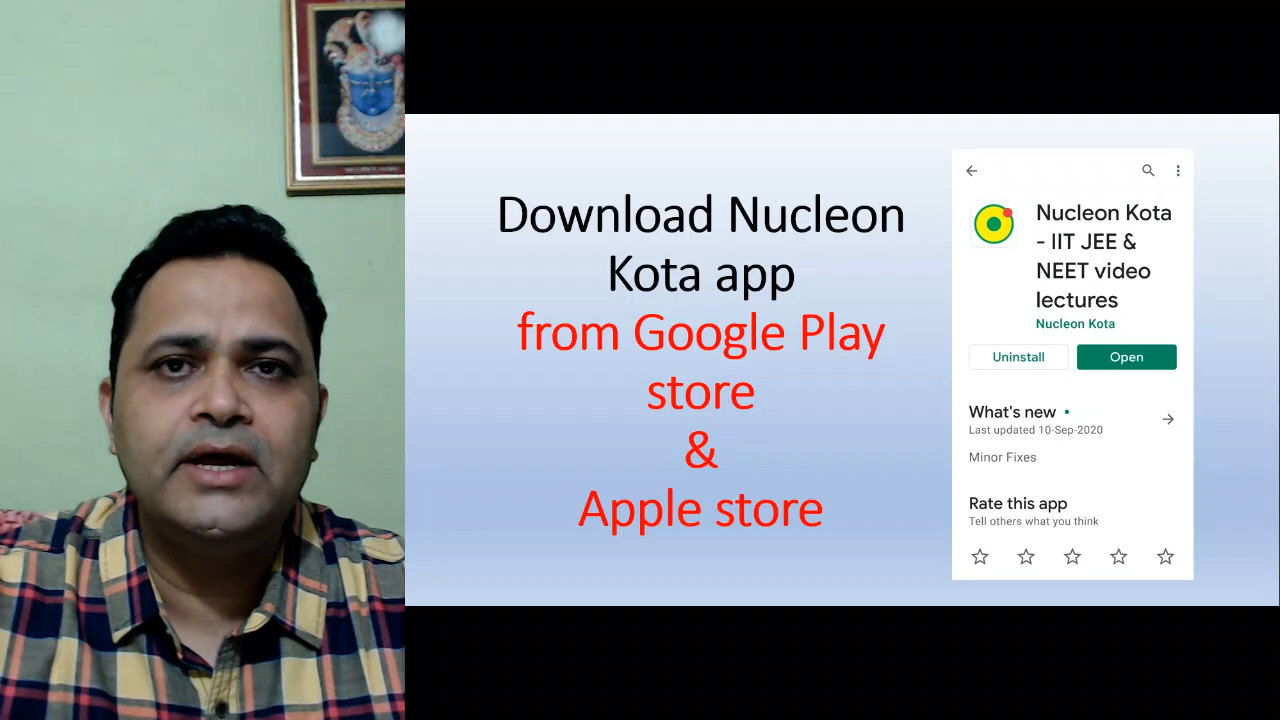 Download Nucleon
Kota app
from Google Play
store
&
Apple store
Nucleon Kota
- IIT JEE &
NEET video
lectures
Nucleon Kota
Uninstall
Open
What's new
Last updated 10-Sep-2020
Minor Fixes
Rate this app
Tell others what you think